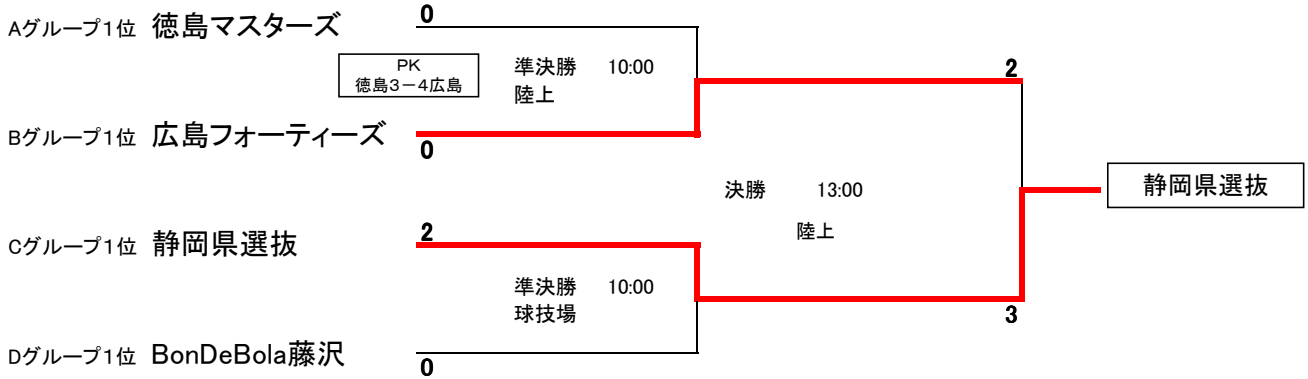 Aグループ1位 徳島マスターズ
0
PK
徳島3－4広島
準決勝 10:00
陸上
2
Bグループ1位 広島フォーティーズ
0
決勝 13:00
陸上
静岡県選抜
Cグループ1位 静岡県選抜
2
準決勝 10:00
球技場
3
Dグループ1位 BonDeBola藤沢
0